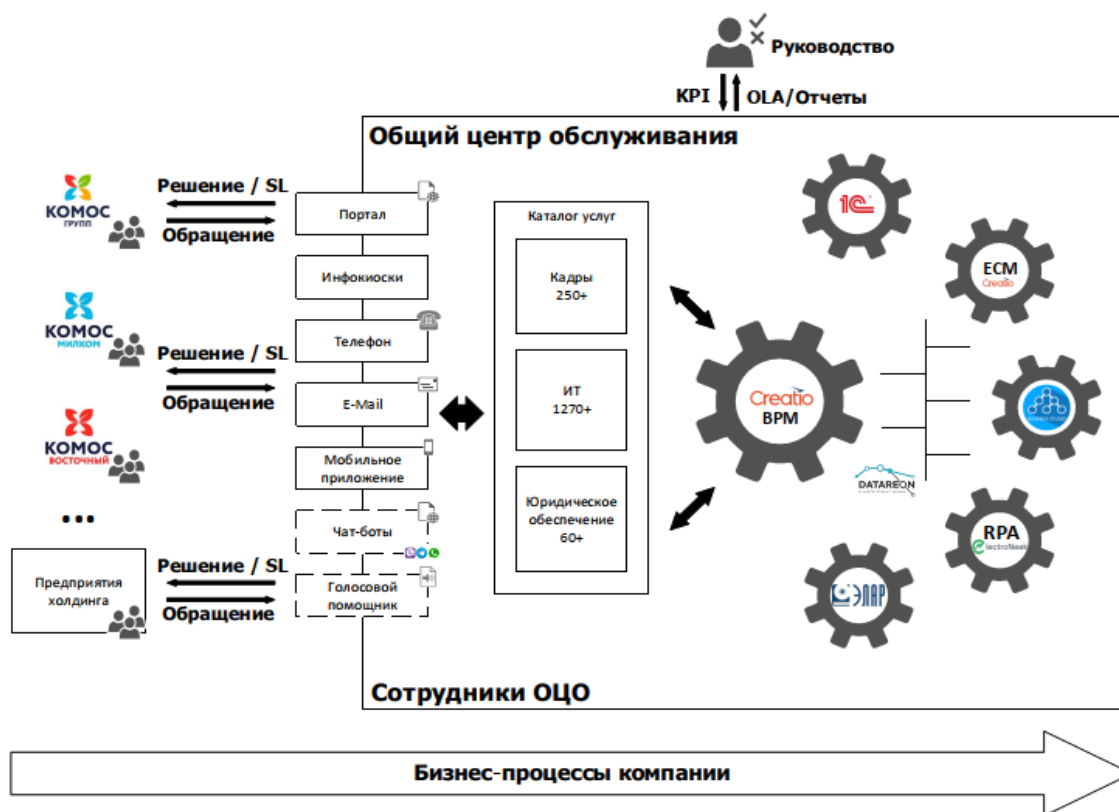 Руководство
KPI
OLA/Отчеты
Общий центр обслуживания
КОМОС
ГРУПП
Решение / SL
Обращение
КОМОС
МИЛКОМ
Решение / SL
Обращение
КОМОС
ВОСТОЧНЫЙ
...
Предприятия
холдинга
Решение / SL
Обращение
Портал
Инфокиоски
Телефон
E-Mail
Мобильное
приложение
Чат-боты
Голосовой
помощник
Каталог услуг
Кадры
250+
ИТ
1270+
Юридическое
обеспечение
60+
Creatio
BPM
1С
ECM
Creatio
DATAREON
RPA
ElectroNeek
ЭЛАР
Сотрудники ОЦО
Бизнес-процессы компании